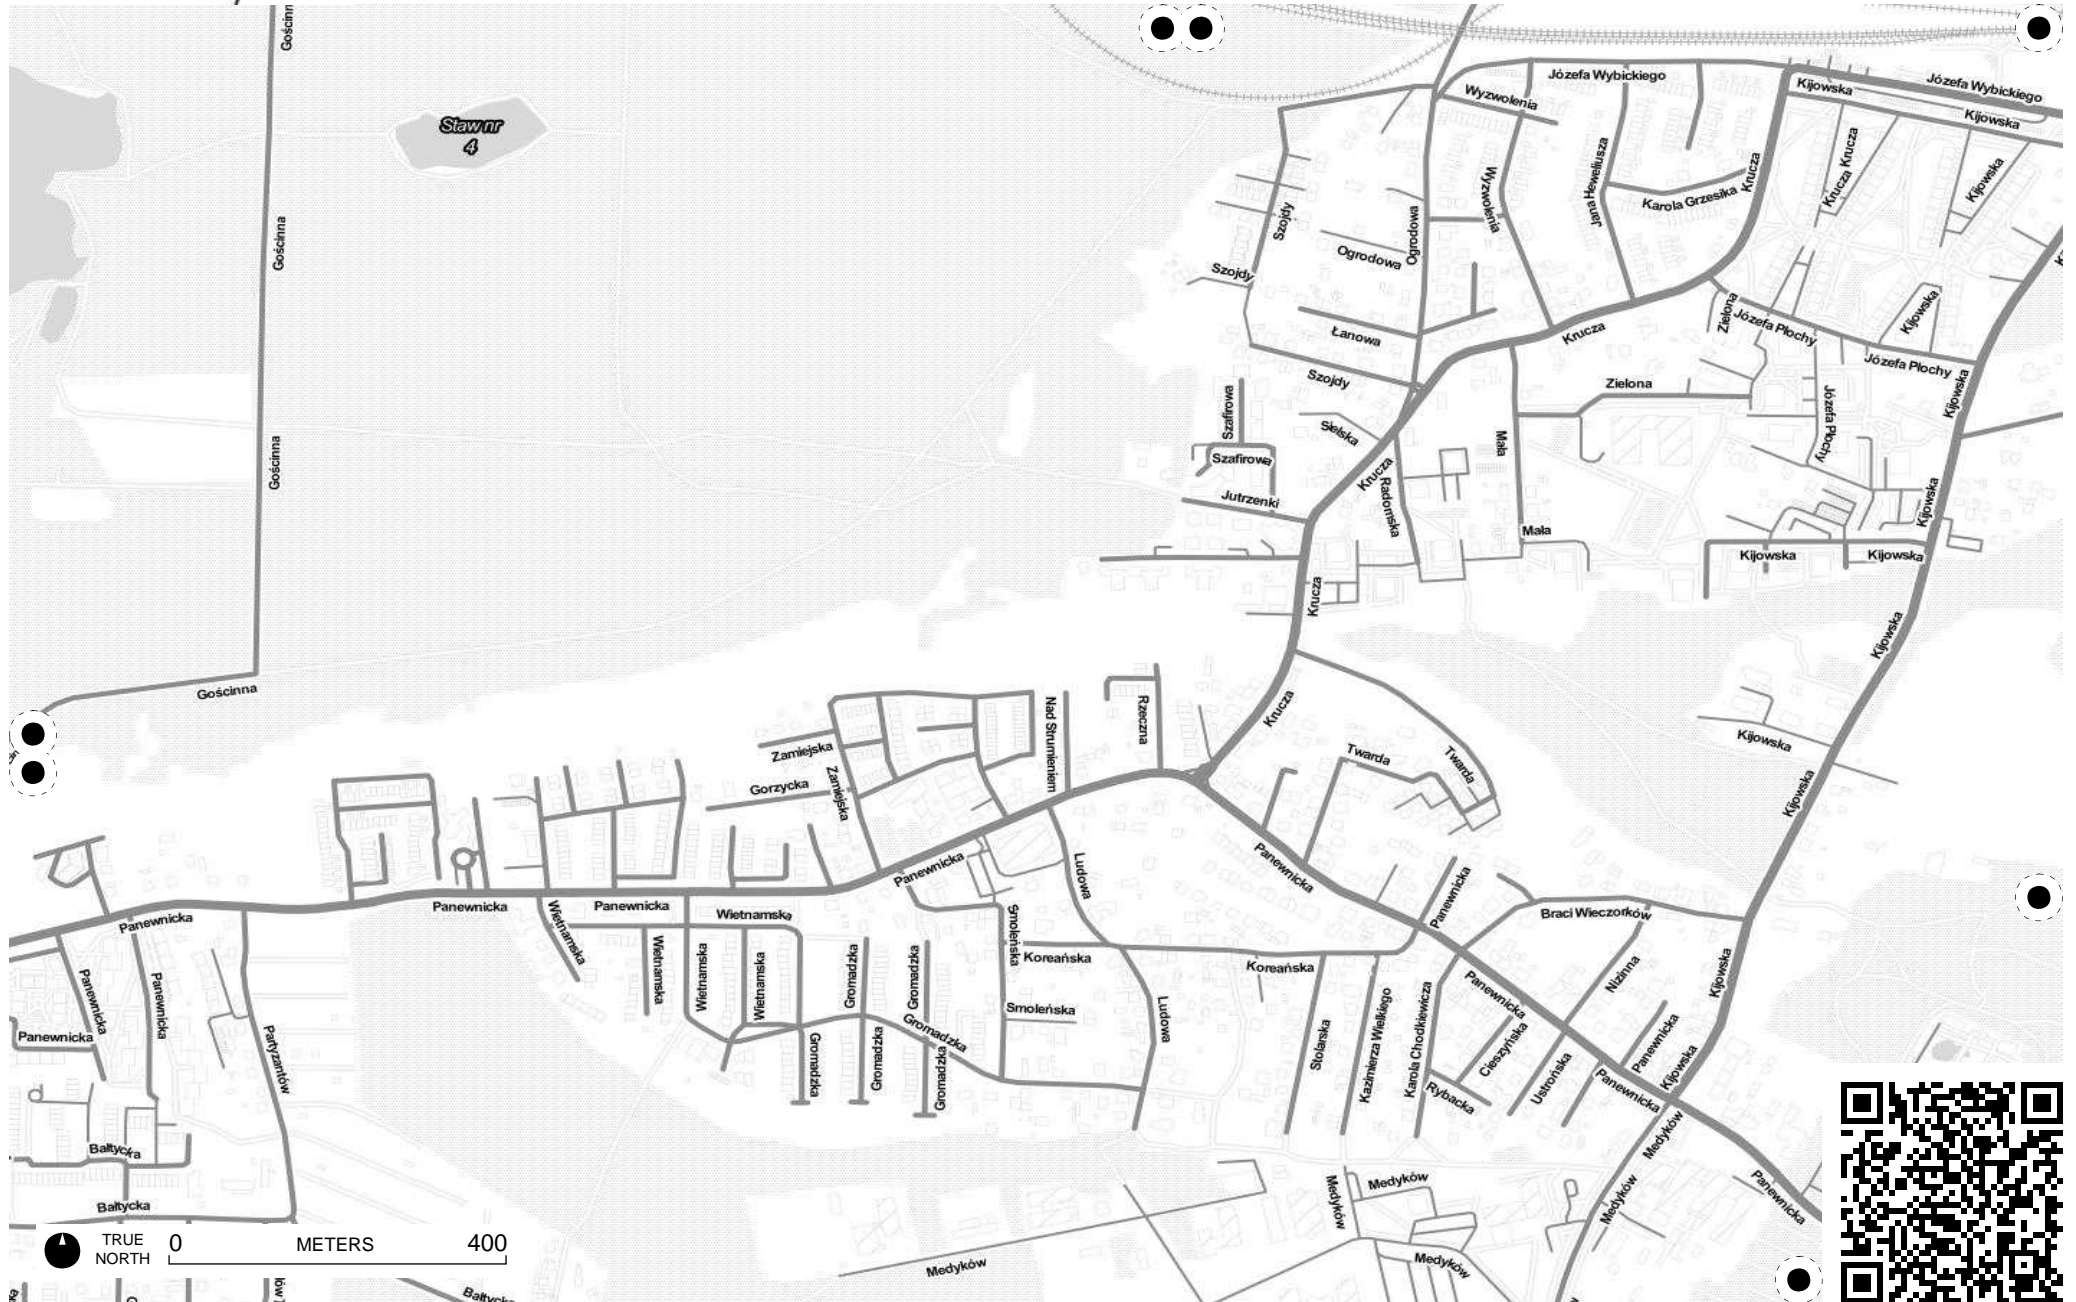 Gościnn
Józefa Wybickiego
Józefa Wybickiego
Kijowska
Wyzwolenia
Kijowska
Staw nr
4
Krucza
Krucza
Krucza
Kijowska
Jana Heweliusza
Wyzwolenia
Karola Grzesika
Szojdy
Ogrodowa
Ogrodowa
Gościnna
Szojdy
Zielona
Józefa Płochy
Kijowska
Krucza
Łanowa
Józefa Płochy
Szojdy
Zielona
Kijowska
Szafirowa
Józefa Płochy
Sielska
Mała
Szafirowa
Gościnna
Krucza
Jutrzenki
Radomska
Kijowska
Mała
Kijowska
Kijowska
Krucza
Kijowska
Gościnna
Krucza
Nad Strumieniem
Rzeczna
Kijowska
Zamiejska
Twarda
Twarda
Gorzycka
Zamiejska
Kijowska
Panewnicka
Panewnicka
Ludowa
Panewnicka
Panewnicka
Panewnicka
Wietnamska
Braci Wieczorków
Panewnicka
Wietnamska
Smoleńska
Koreańska
Koreańska
Wietnamska
Wietnamska
Wietnamska
Gromadzka
Gromadzka
Nizinna
Kijowska
Panewnicka
Panewnicka
Panewnicka
Smoleńska
Ludowa
Panewnicka
Gromadzka
Stolarska
Kazimierza Wielkiego
Karola Chodkiewicza
Cieszyńska
Panewnicka
Partyzantów
Gromadzka
Gromadzka
Gromadzka
Ustrońska
Kijowska
Rybacka
Panewnicka
Medyków
Bałtycka
Medyków
Medyków
Medyków
Panewnicka
Bałtycka
Medyków
Medyków
TRUE
NORTH
0
METERS
400
Bałtycka